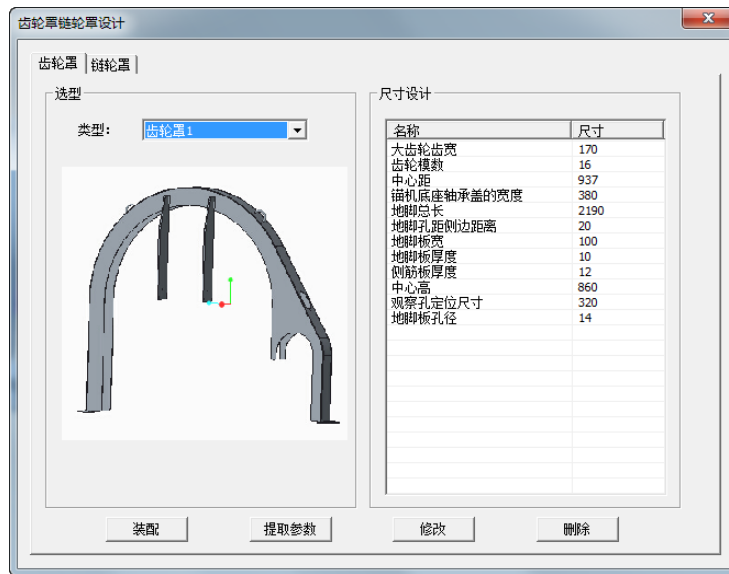 齿轮罩链轮罩设计
齿轮罩 链轮罩
选型
类型： 齿轮罩1
尺寸设计
名称 尺寸
大齿轮齿宽 170
齿轮模数 16
中心距 937
锚机底座轴承盖的宽度 380
地脚总长 2190
地脚孔距侧边距离 20
地脚板宽 100
地脚板厚度 10
侧筋板厚度 12
中心高 860
观察孔定位尺寸 320
地脚板孔径 14
装配 提取参数 修改 删除